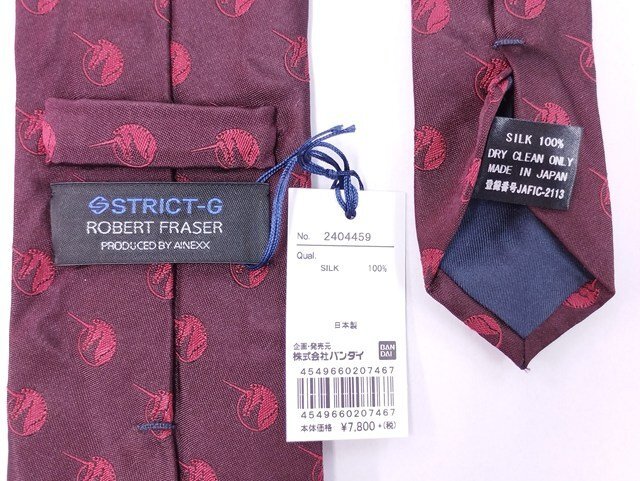 STRICT-G
ROBERT FRASER
PRODUCED BY AINEXX
No. 2404459
Qual.
SILK 100%
日本製
企画・発売元
株式会社バンダイ
BAN
DAI
4549660207467
4549660207467
本体価格 ¥7,800 +(税)
SILK 100%
DRY CLEAN ONLY
MADE IN JAPAN
登録番号JAFIC-2113